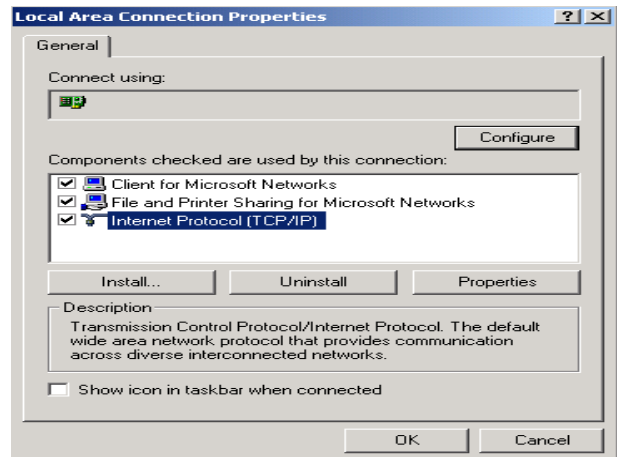 Local Area Connection Properties
General
Connect using:
Configure
Components checked are used by this connection:
Client for Microsoft Networks
File and Printer Sharing for Microsoft Networks
Internet Protocol (TCP/IP)
Install... Uninstall Properties
Description
Transmission Control Protocol/Internet Protocol. The default
wide area network protocol that provides communication
across diverse interconnected networks.
Show icon in taskbar when connected
OK Cancel